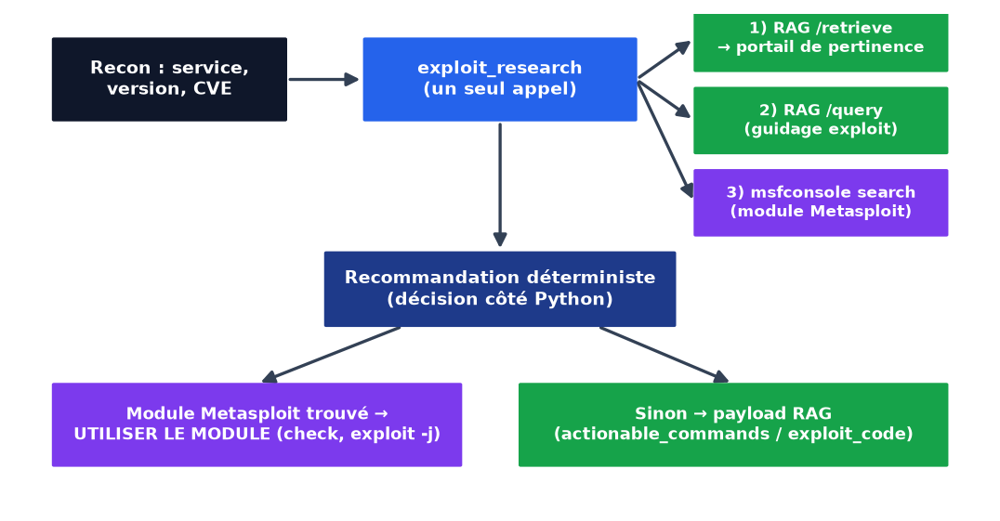 Recon : service,
version, CVE
exploit_research
(un seul appel)
1) RAG /retrieve
→ portail de pertinence
2) RAG /query
(guidage exploit)
3) msfconsole search
(module Metasploit)
Recommandation déterministe
(décision côté Python)
Module Metasploit trouvé →
UTILISER LE MODULE (check, exploit -j)
Sinon → payload RAG
(actionable_commands / exploit_code)